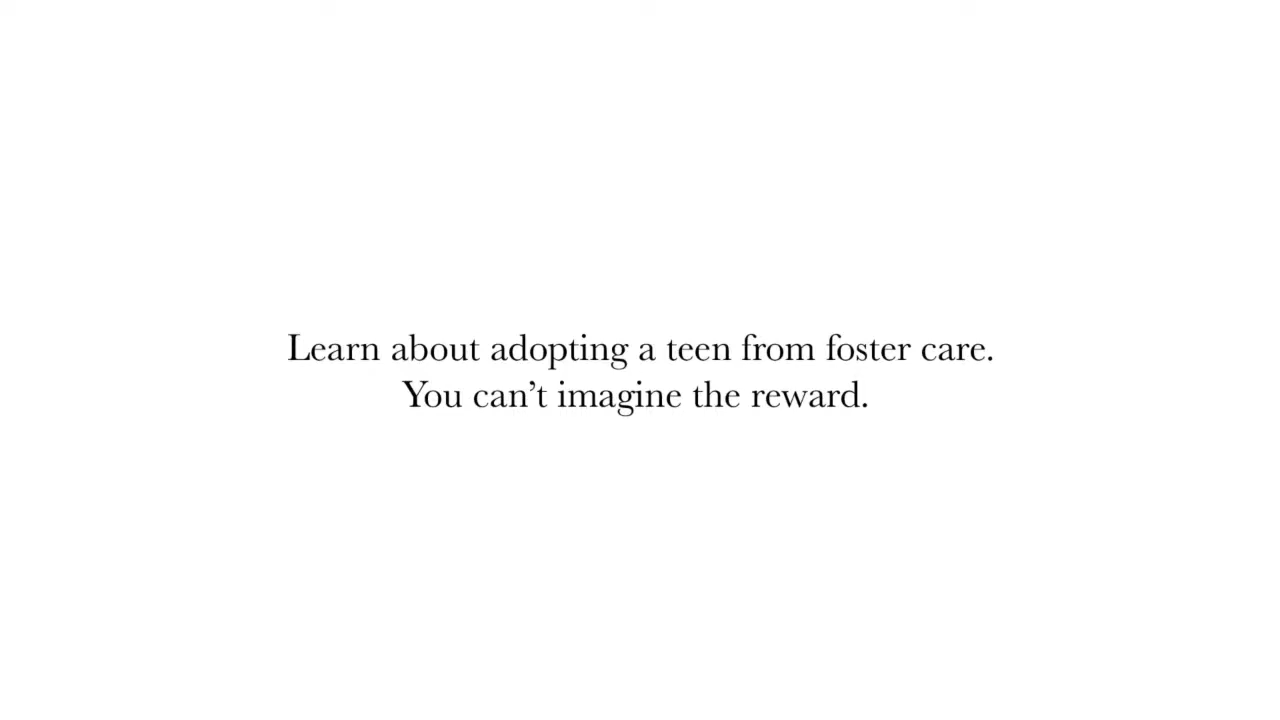 Learn about adopting a teen from foster care.
You can’t imagine the reward.